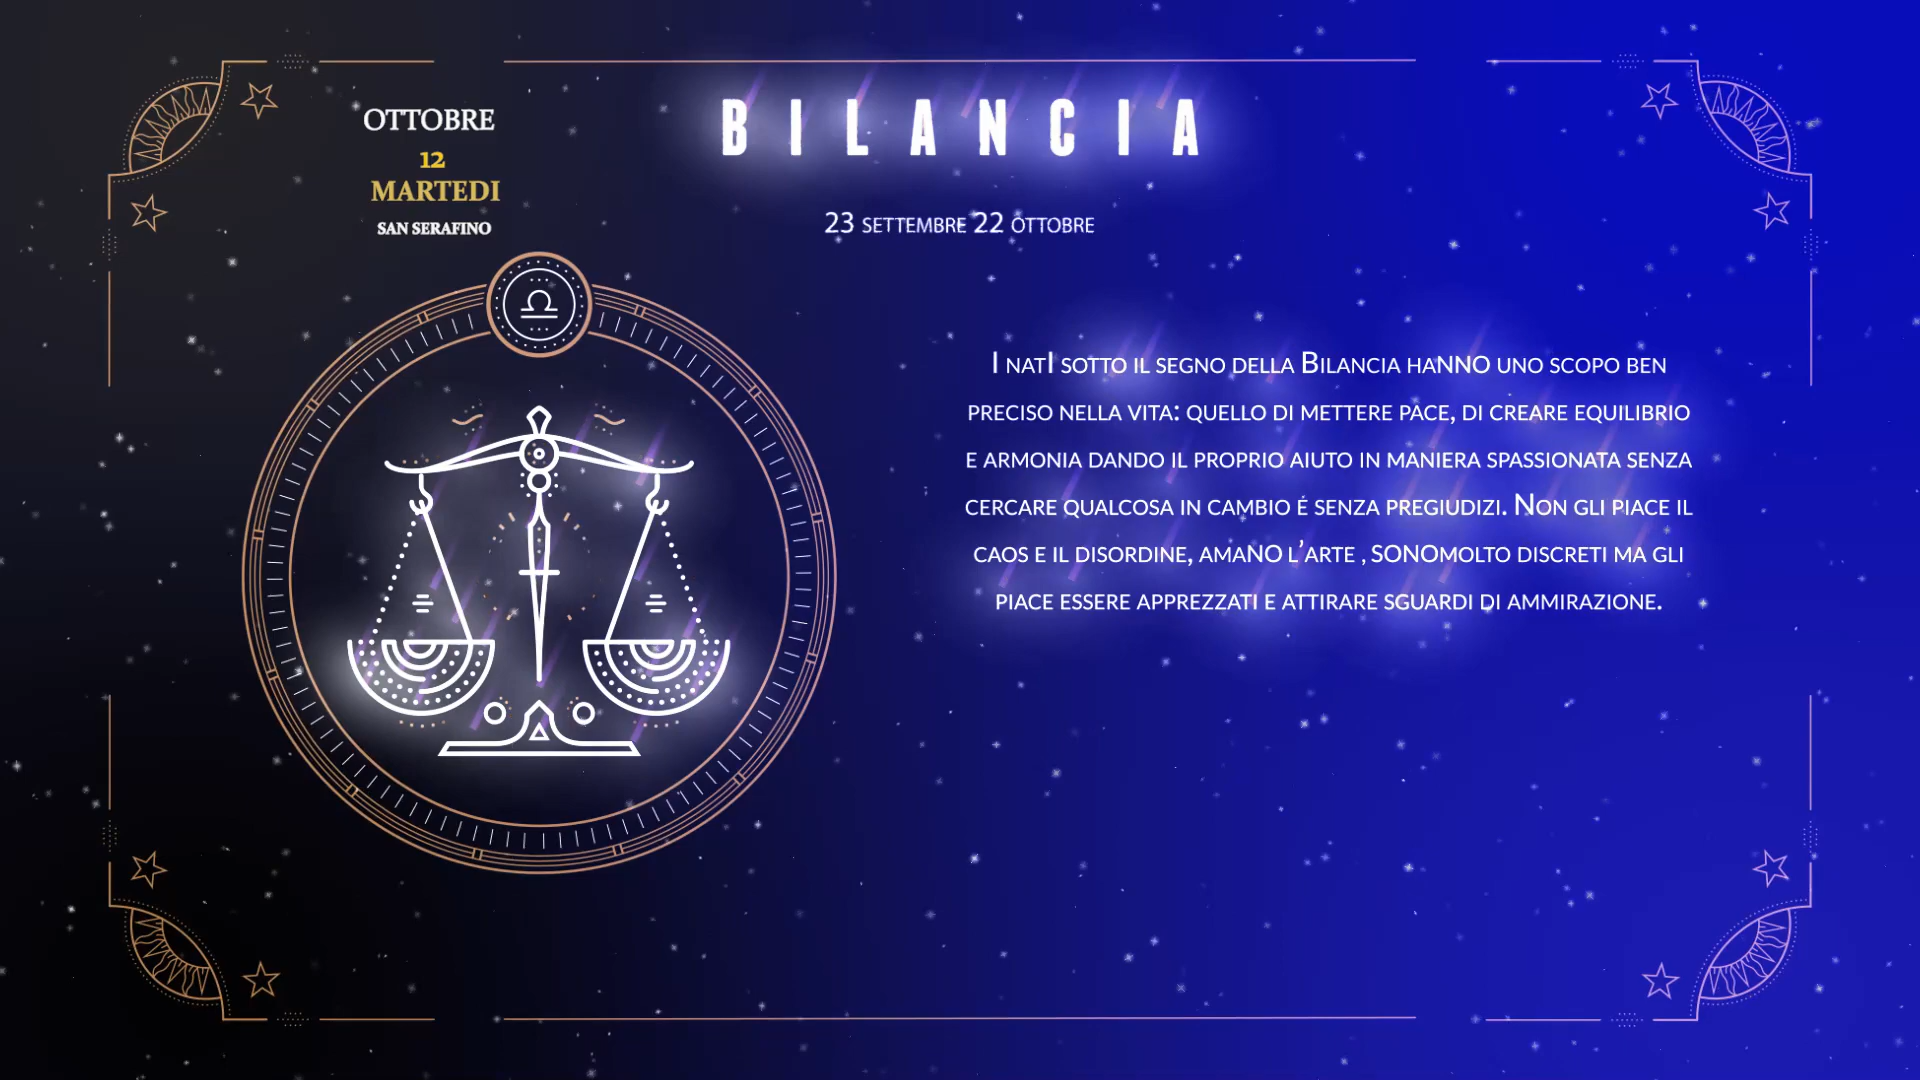 OTTOBRE
12
MARTEDI
SAN SERAFINO
BILANCIA
23 SETTEMBRE 22 OTTOBRE
I NATI SOTTO IL SEGNO DELLA BILANCIA HANNO UNO SCOPO BEN
PRECISO NELLA VITA: QUELLO DI METTERE PACE, DI CREARE EQUILIBRIO
E ARMONIA DANDO IL PROPRIO AIUTO IN MANIERA SPASSIONATA SENZA
CERCARE QUALCOSA IN CAMBIO É SENZA PREGIUDIZI. NON GLI PIACE IL
CAOS E IL DISORDINE, AMANO L'ARTE , SONOMOLTO DISCRETI MA GLI
PIACE ESSERE APPREZZATI E ATTIRARE SGUARDI DI AMMIRAZIONE.